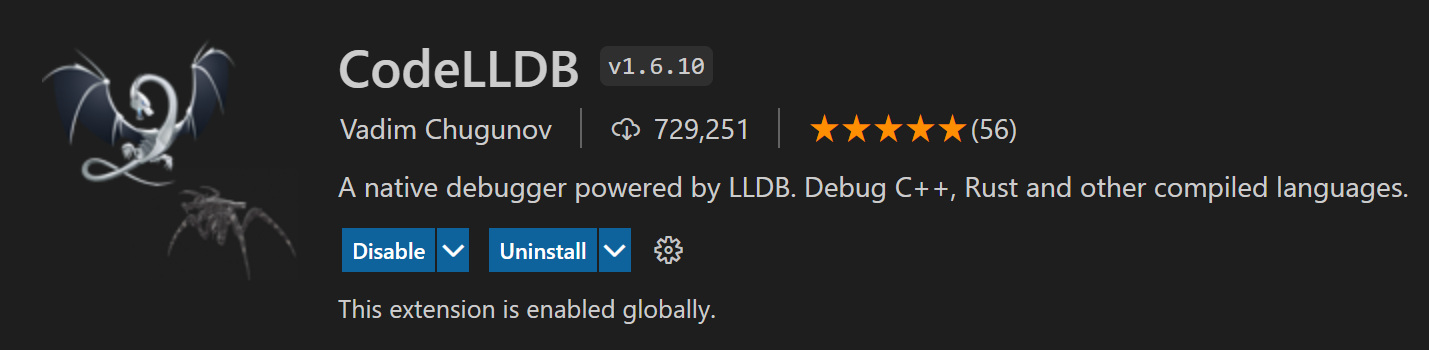 CodeLLDB v1.6.10
Vadim Chugunov 729,251 (56)
A native debugger powered by LLDB. Debug C++, Rust and other compiled languages.
Disable Uninstall
This extension is enabled globally.